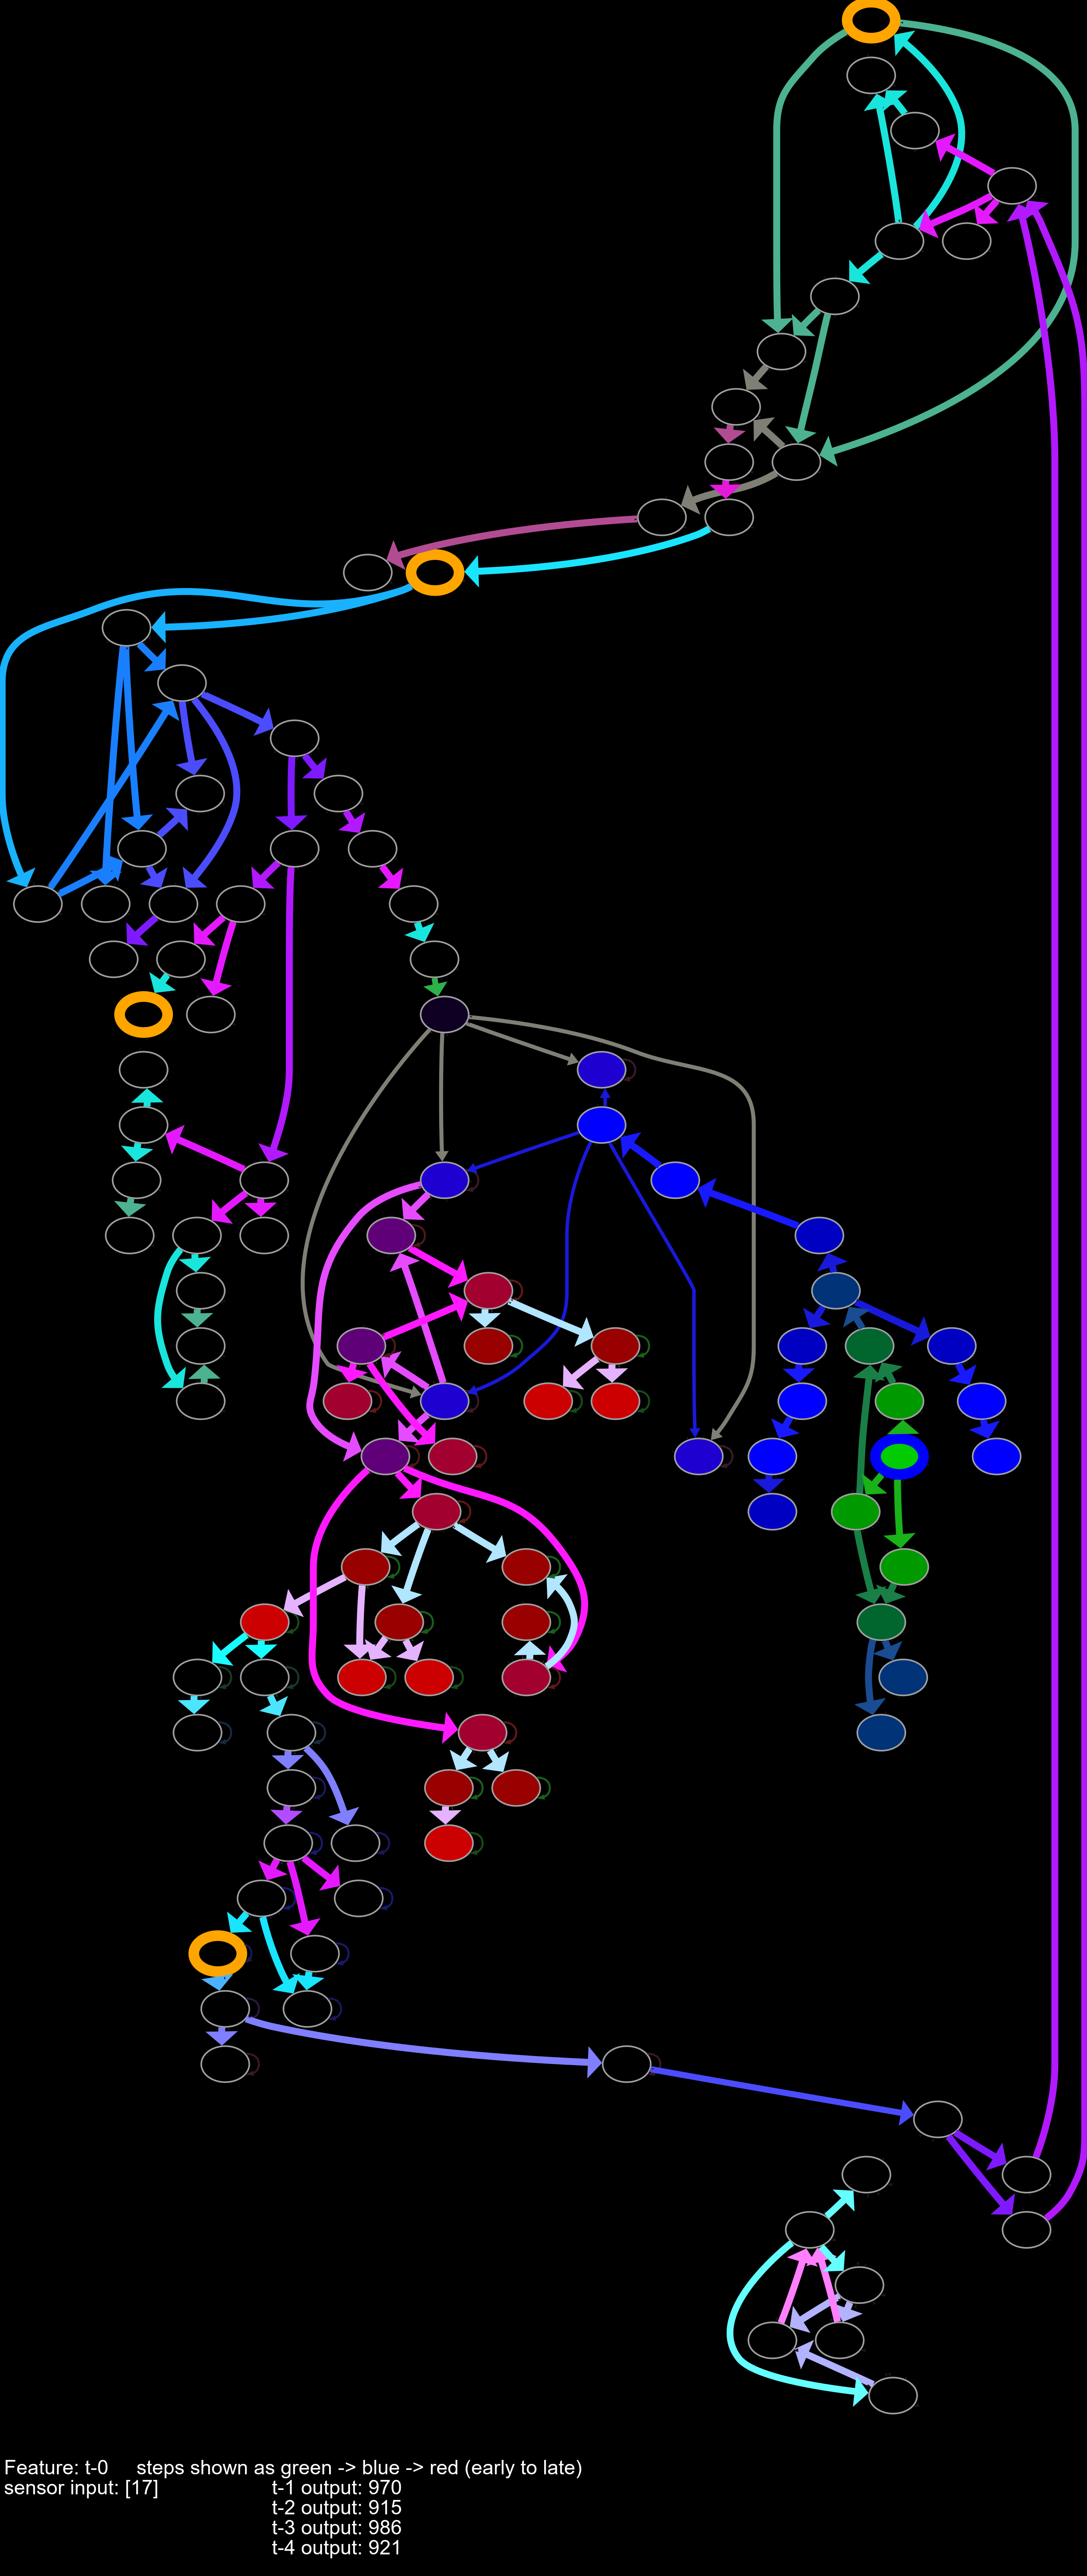 Feature: t-0     steps shown as green -> blue -> red (early to late)
sensor input: [17]     t-1 output: 970
t-2 output: 915
t-3 output: 986
t-4 output: 921